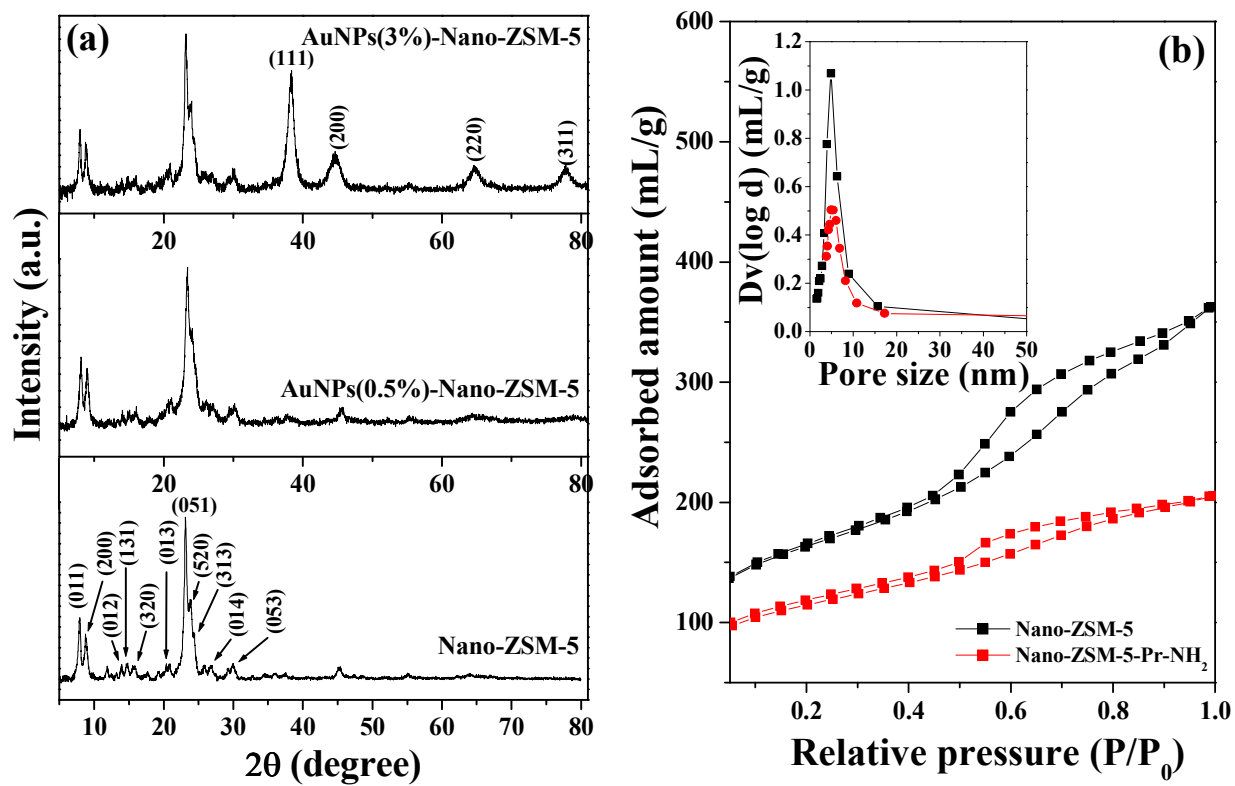 (a)
AuNPs(3%)-Nano-ZSM-5
(111)
(200)
(220)
(311)
20 40 60 80
AuNPs(0.5%)-Nano-ZSM-5
20 40 60 80
(011)
(200)
(012)
(131)
(320)
(013)
(051)
(520)
(313)
(014)
(053)
Nano-ZSM-5
10 20 30 40 50 60 70 80
2θ (degree)
Intensity (a.u.)
(b)
600
500
400
300
200
100
Adsorbed amount (mL/g)
1.2
1.0
0.8
0.6
0.4
0.2
0.0
Dv(log d) (mL/g)
0 10 20 30 40 50
Pore size (nm)
Nano-ZSM-5
Nano-ZSM-5-Pr-NH₂
0.2 0.4 0.6 0.8 1.0
Relative pressure (P/P₀)